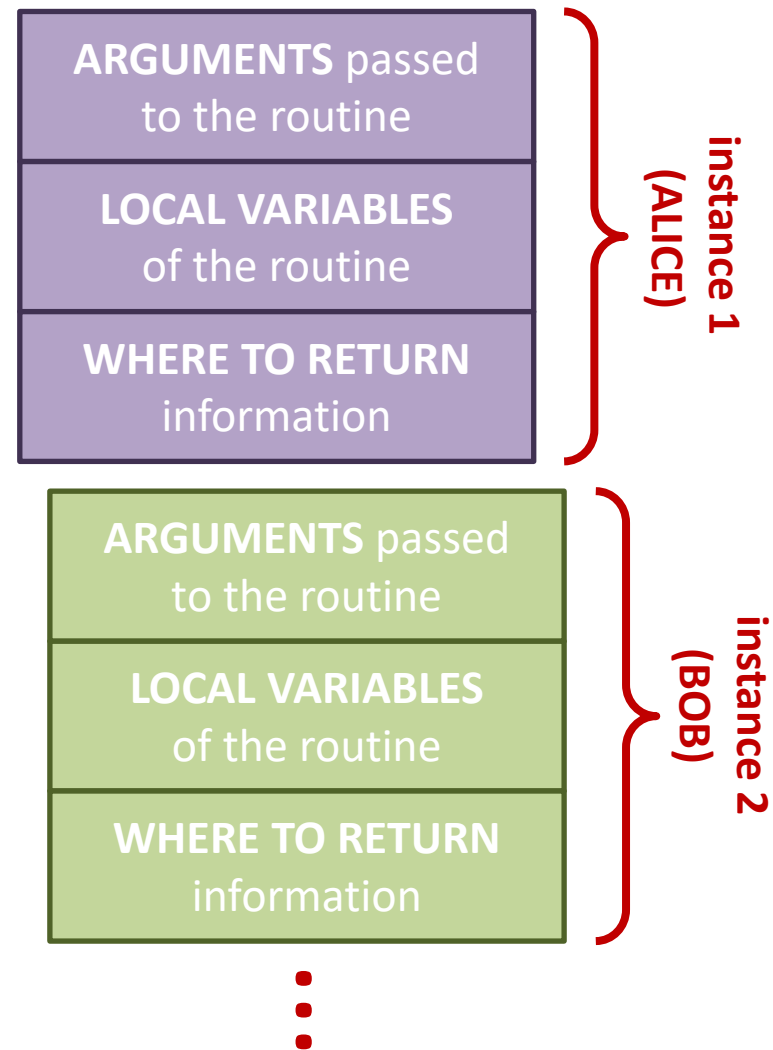 ARGUMENTS passed
to the routine
LOCAL VARIABLES
of the routine
WHERE TO RETURN
information
instance 1
(ALICE)
ARGUMENTS passed
to the routine
LOCAL VARIABLES
of the routine
WHERE TO RETURN
information
instance 2
(BOB)